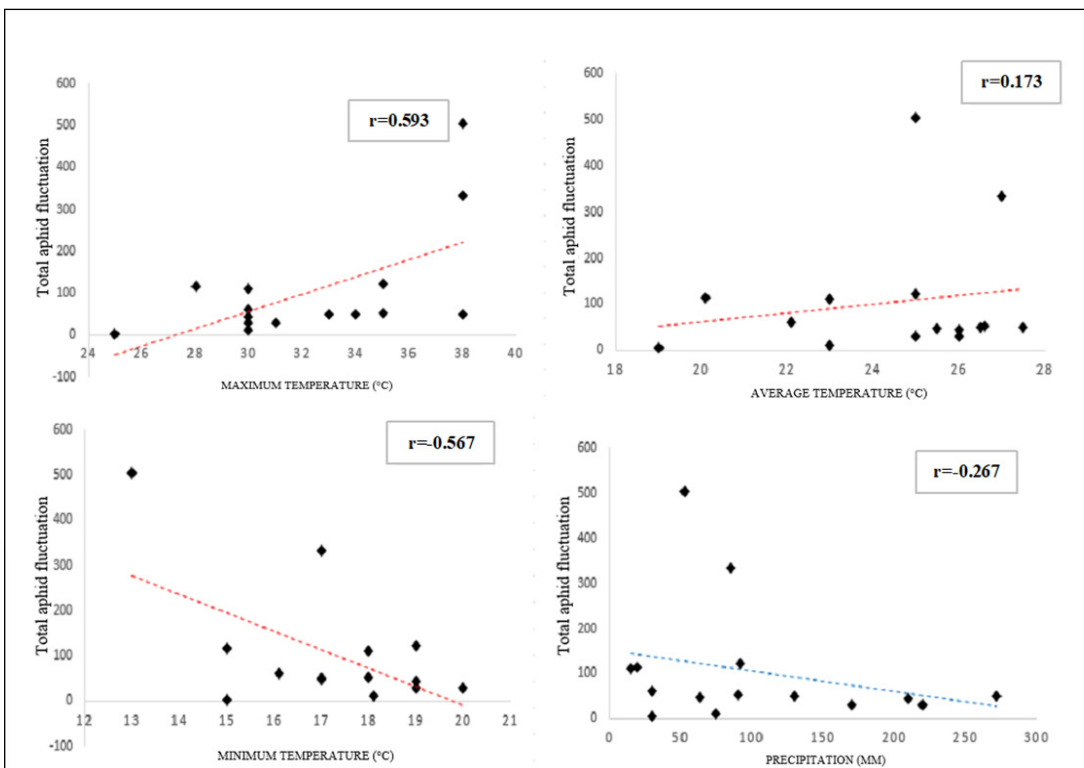 r=0.593
Total aphid fluctuation
600
500
400
300
200
100
0
-100
24 26 28 30 32 34 36 38 40
MAXIMUM TEMPERATURE (°C)
r=0.173
Total aphid fluctuation
600
500
400
300
200
100
0
18 20 22 24 26 28
AVERAGE TEMPERATURE (°C)
r=-0.567
Total aphid fluctuation
600
500
400
300
200
100
0
-100
12 13 14 15 16 17 18 19 20 21
MINIMUM TEMPERATURE (°C)
r=-0.267
Total aphid fluctuation
600
500
400
300
200
100
0
0 50 100 150 200 250 300
PRECIPITATION (MM)